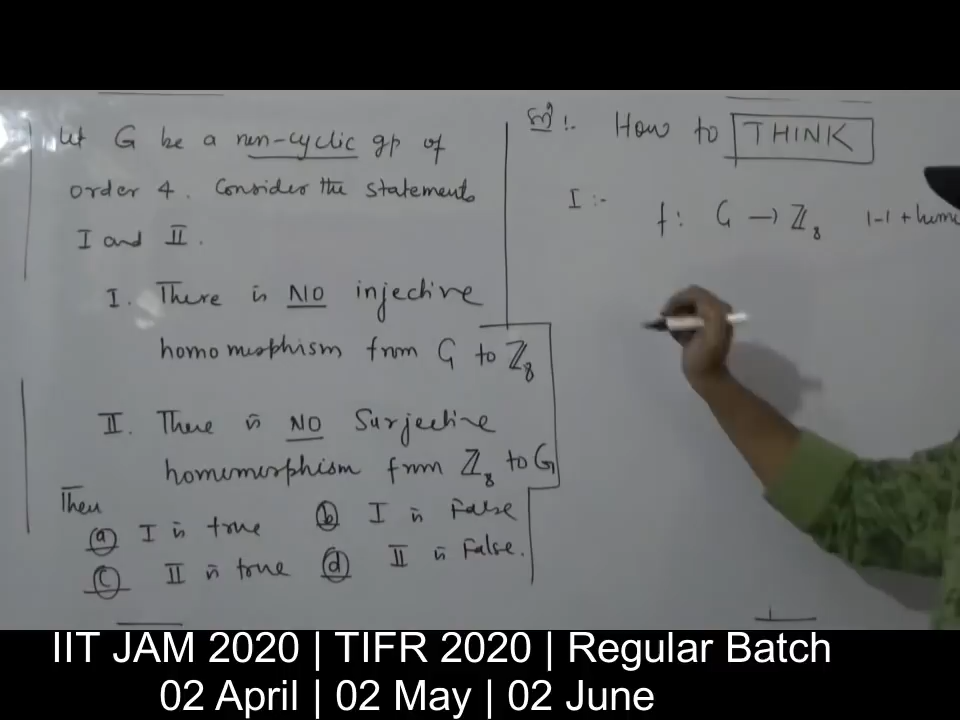 Let G be a non-cyclic gp of
order 4. Consider the statements
I and II.
I. There is NO injective
homomorphism from G to ℤ₈
II. There is NO Surjective
homomorphism from ℤ₈ to G
Then
(a) I is true (b) I is False
(c) II is true (d) II is False.
:- How to THINK
I :-
f: G → ℤ₈ 1-1 + homo
IIT JAM 2020 | TIFR 2020 | Regular Batch
02 April | 02 May | 02 June